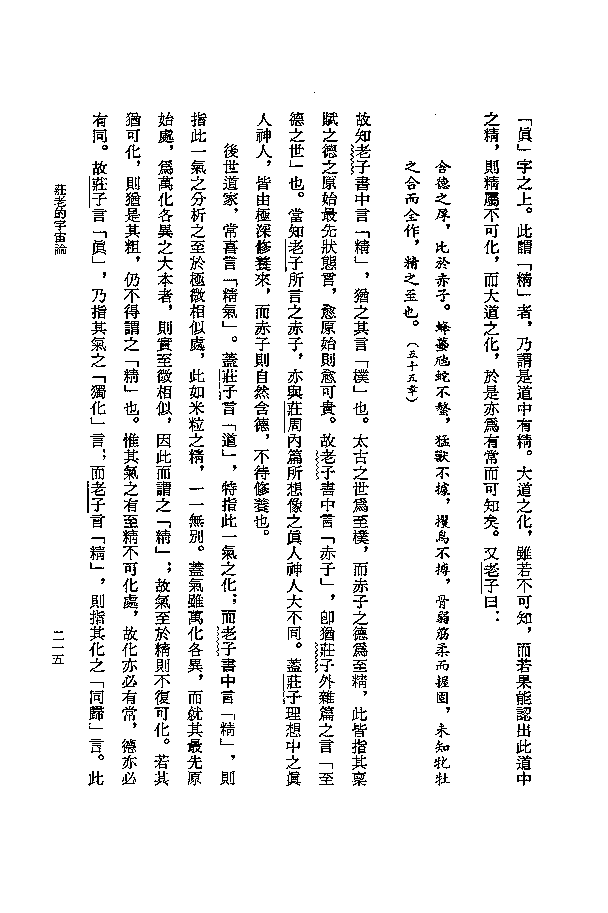 「眞」字之上。此謂「精」者，乃謂是道中有精。大道之化，雖若不可知，而若果能認出此道中
之精，則精屬不可化，而大道之化，於是亦爲有常而可知矣。又老子曰：
含德之厚，比於赤子。蜂蠆虺蛇不螫，猛獸不據，攫鳥不搏，骨弱筋柔而握固，未知牝牡
之合而全作，精之至也。（五十五章）
故知老子書中言「精」，猶之其言「樸」也。太古之世爲至樸，而赤子之德爲至精，此皆指其稟
賦之德之原始最先狀態言，愈原始則愈可貴。故老子書中言「赤子」，卽猶莊子外雜篇之言「至
德之世」也。當知老子所言之赤子，亦與莊周內篇所想像之眞人神人大不同。蓋莊子理想中之眞
人神人，皆由極深修養來，而赤子則自然含德，不待修養也。
後世道家，常喜言「精氣」。蓋莊子言「道」，特指此一氣之化；而老子書中言「精」，則
指此一氣之分析之至於極微相似處，此如米粒之精，一一無別。蓋氣雖萬化各異，而就其最先原
始處，爲萬化各異之大本者，則實至微相似，因此而謂之「精」；故氣至於精則不復可化。若其
猶可化，則猶是其粗，仍不得謂之「精」也。惟其氣之有至精不可化處，故化亦必有常，德亦必
有同。故莊子言「眞」，乃指其氣之「獨化」言；而老子言「精」，則指其化之「同歸」言。此
莊老的宇宙論
二一五